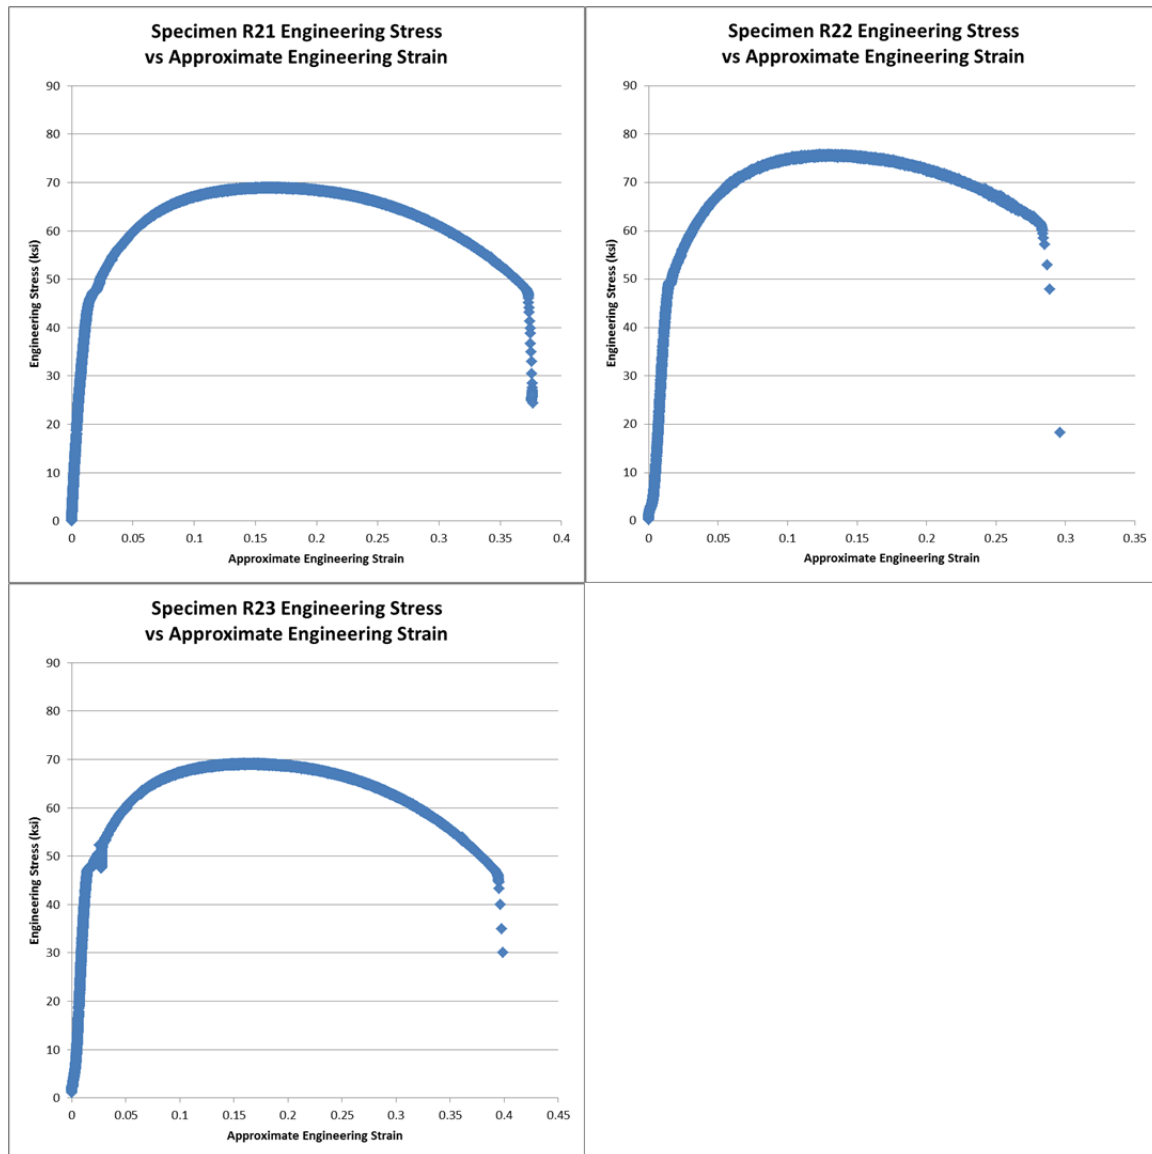 Specimen R21 Engineering Stress
vs Approximate Engineering Strain
Engineering Stress (ksi)
90
80
70
60
50
40
30
20
10
0
0 0.05 0.1 0.15 0.2 0.25 0.3 0.35 0.4
Approximate Engineering Strain
Specimen R22 Engineering Stress
vs Approximate Engineering Strain
Engineering Stress (ksi)
90
80
70
60
50
40
30
20
10
0
0 0.05 0.1 0.15 0.2 0.25 0.3 0.35
Approximate Engineering Strain
Specimen R23 Engineering Stress
vs Approximate Engineering Strain
Engineering Stress (ksi)
90
80
70
60
50
40
30
20
10
0
0 0.05 0.1 0.15 0.2 0.25 0.3 0.35 0.4 0.45
Approximate Engineering Strain